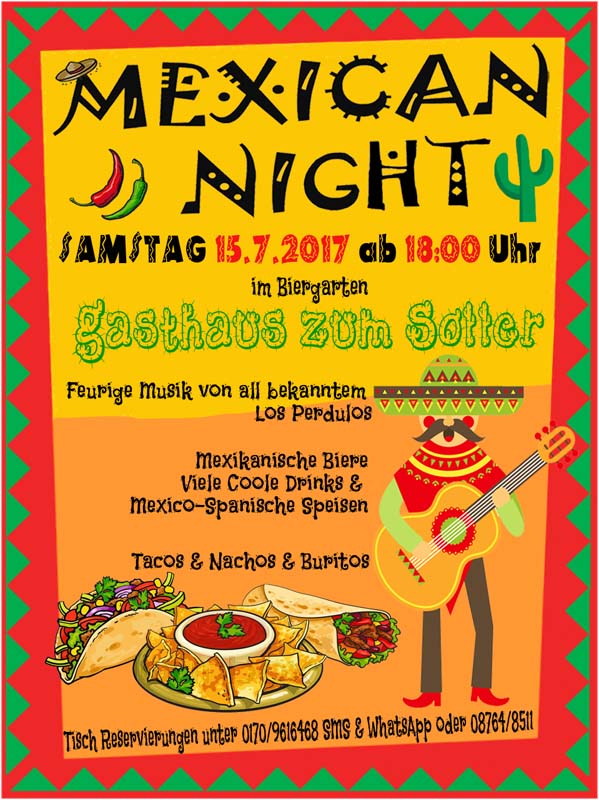 MEXICAN
NIGHT
SAMSTAG 15.7.2017 ab 18:00 Uhr
im Biergarten
Gasthaus zum Sotter
Feurige Musik von all bekanntem
Los Perdulos
Mexikanische Biere
Viele Coole Drinks &
Mexico-Spanische Speisen
Tacos & Nachos & Buritos
Tisch Reservierungen unter 0170/9616468 SMS & WhatsApp oder 08764/8511